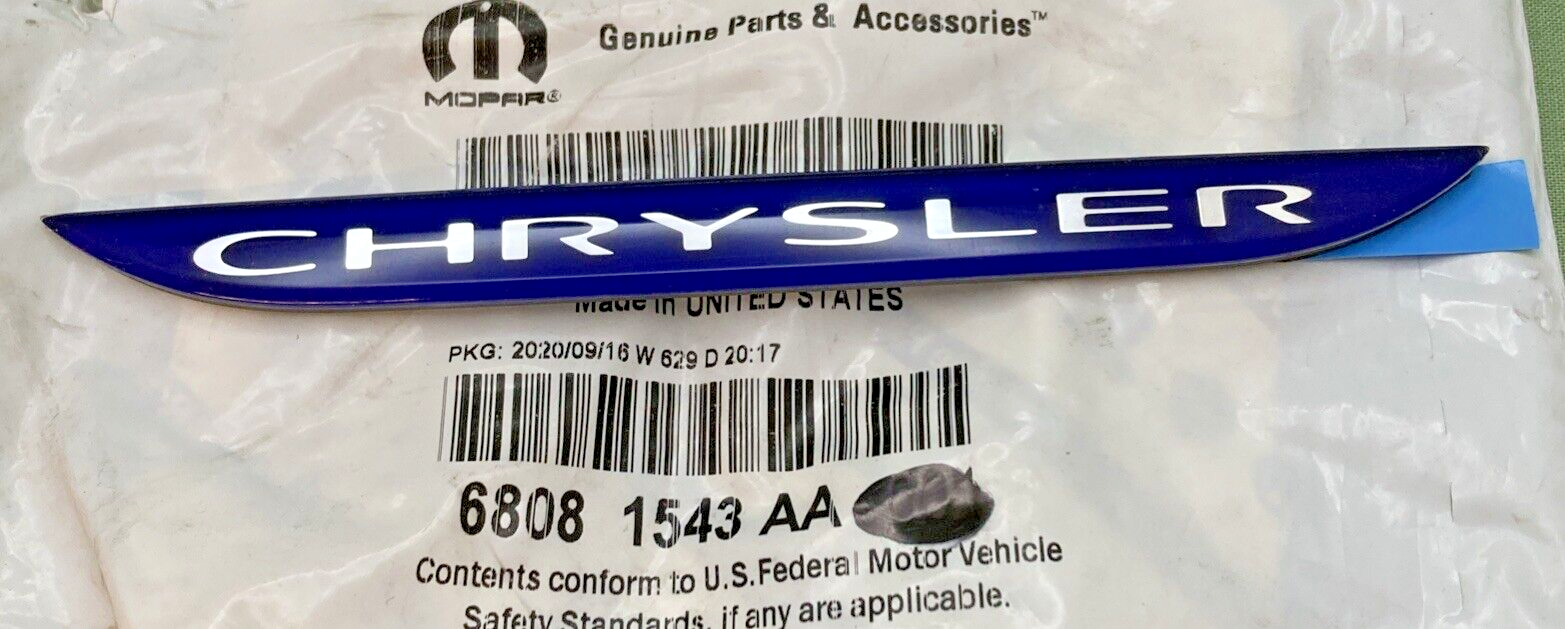 Genuine Parts & Accessories™
MOPAR®
CHRYSLER
Made in UNITED STATES
PKG: 2020/09/16 W 629 D 20:17
6808 1543 AA
Contents conform to U.S.Federal Motor Vehicle
Safety Standards, if any are applicable.